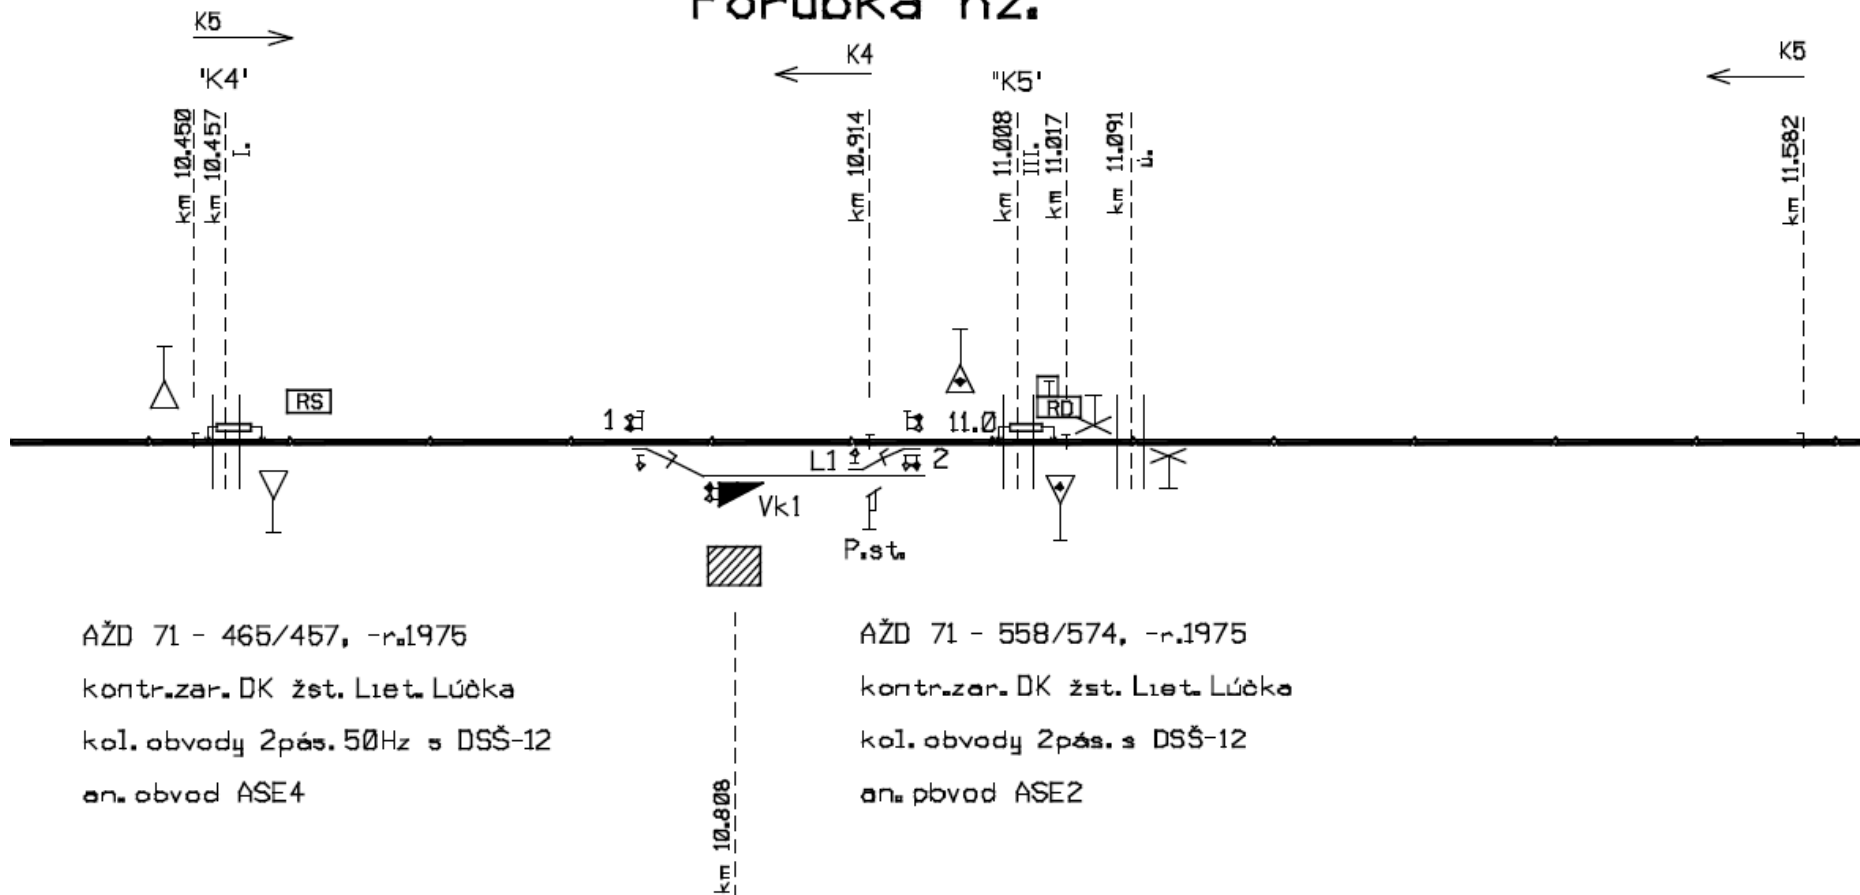 Porúbka nz.
K5
K4
K5
'K4'
"K5'
km 10.450
km 10.457
I.
km 10.914
km 11.008
III.
km 11.017
km 11.091
ú.
km 11.582
RS
RD
1
11.0
L1
2
Vk1
P.st.
AŽD 71 - 465/457, -r.1975
kontr.zar. DK žst. Liet. Lúčka
kol. obvody 2pás. 50Hz s DSŠ-12
an. obvod ASE4
AŽD 71 - 558/574, -r.1975
kontr.zar. DK žst. Liet. Lúčka
kol. obvody 2pás. s DSŠ-12
an. pbvod ASE2
km 10.808